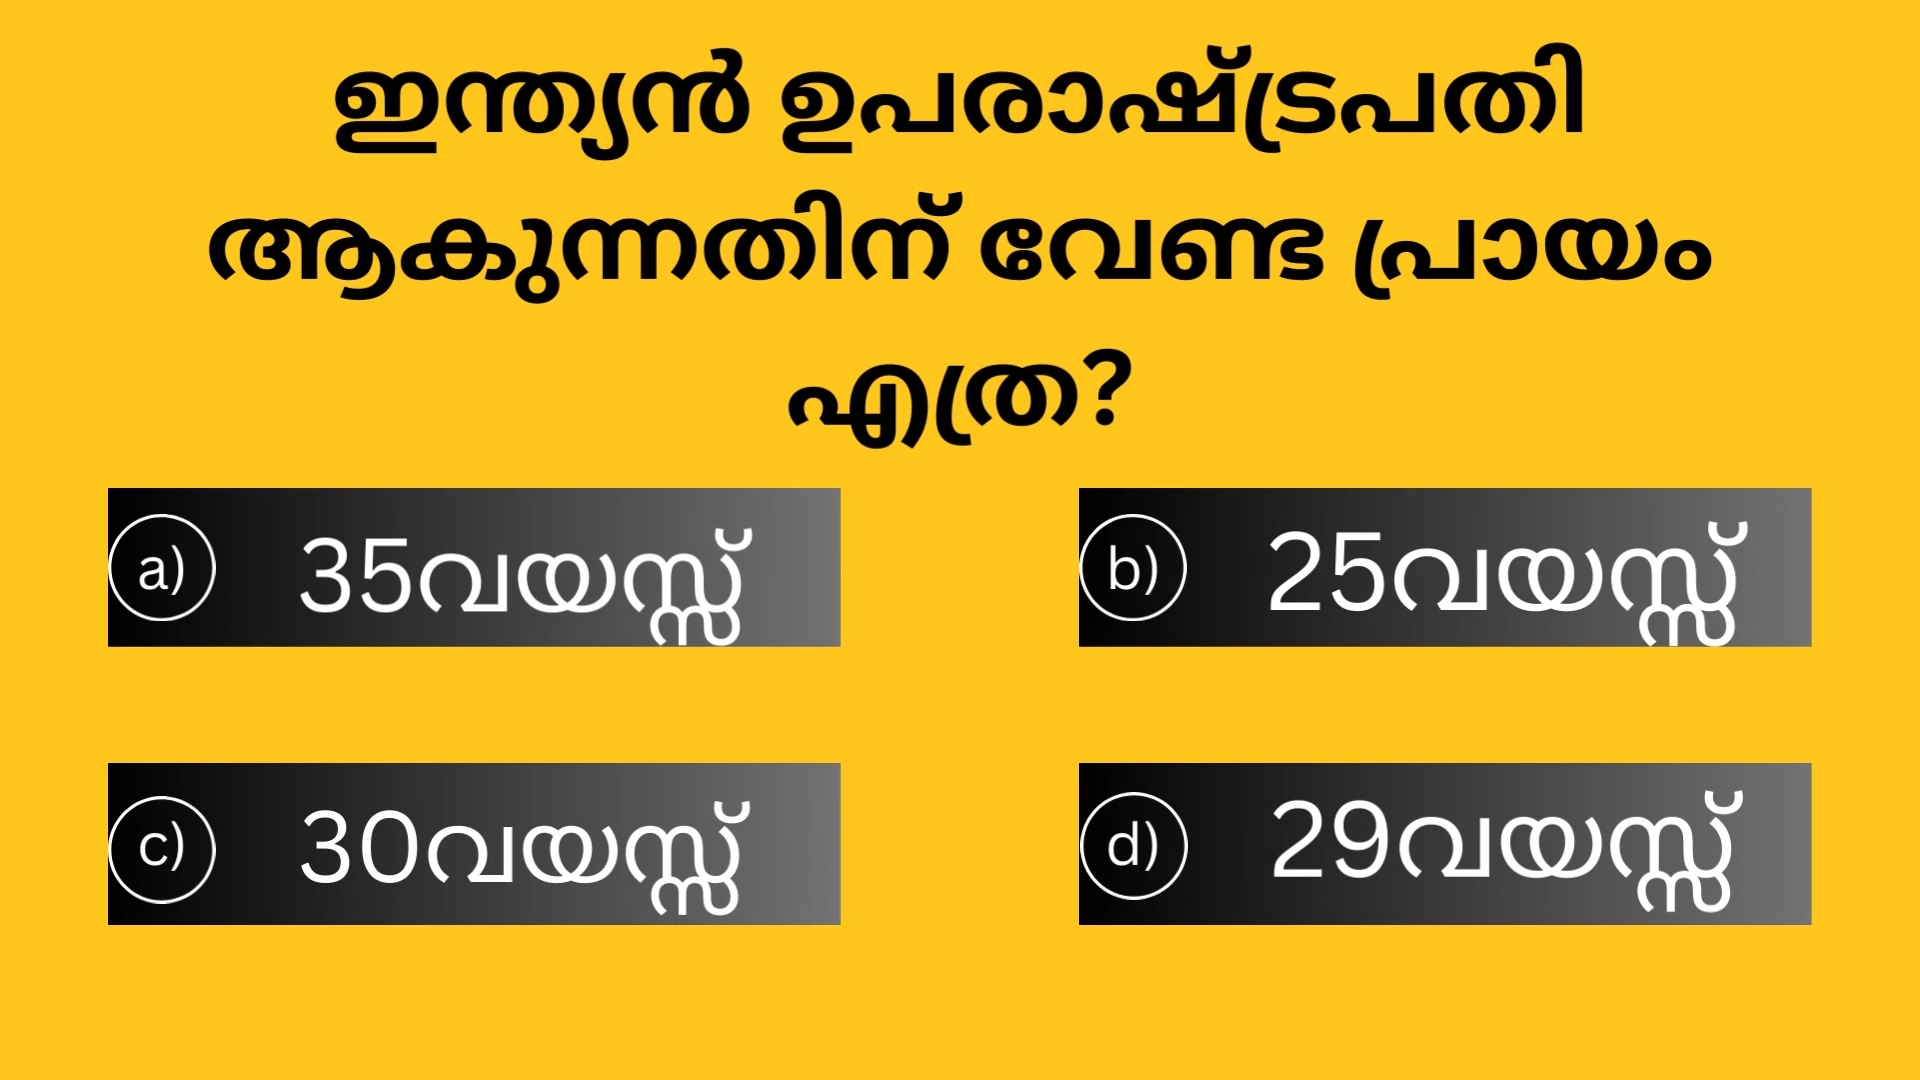 ഇന്ത്യൻ ഉപരാഷ്ട്രപതി
ആകുന്നതിന് വേണ്ട പ്രായം
എത്ര?
a) 35വയസ്സ്
b) 25വയസ്സ്
c) 30വയസ്സ്
d) 29വയസ്സ്